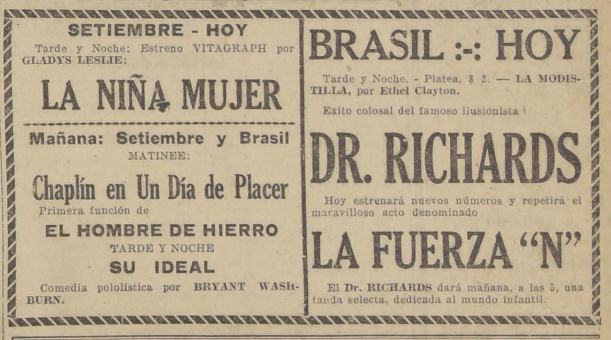 SETIEMBRE - HOY
Tarde y Noche: Estreno VITAGRAPH por
GLADYS LESLIE:
LA NIÑA MUJER
Mañana: Setiembre y Brasil
MATINEE:
Chaplín en Un Día de Placer
Primera función de
EL HOMBRE DE HIERRO
TARDE Y NOCHE
SU IDEAL
Comedia pololística por BRYANT WASH-
BURN.
BRASIL :-: HOY
Tarde y Noche. - Platea, $ 2. — LA MODIS-
TILLA, por Ethel Clayton.
Exito colosal del famoso ilusionista
DR. RICHARDS
Hoy estrenará nuevos números y repetirá el
maravilloso acto denominado
LA FUERZA “N”
El Dr. RICHARDS dará mañana, a las 5, una
tanda selecta, dedicada al mundo infantil.